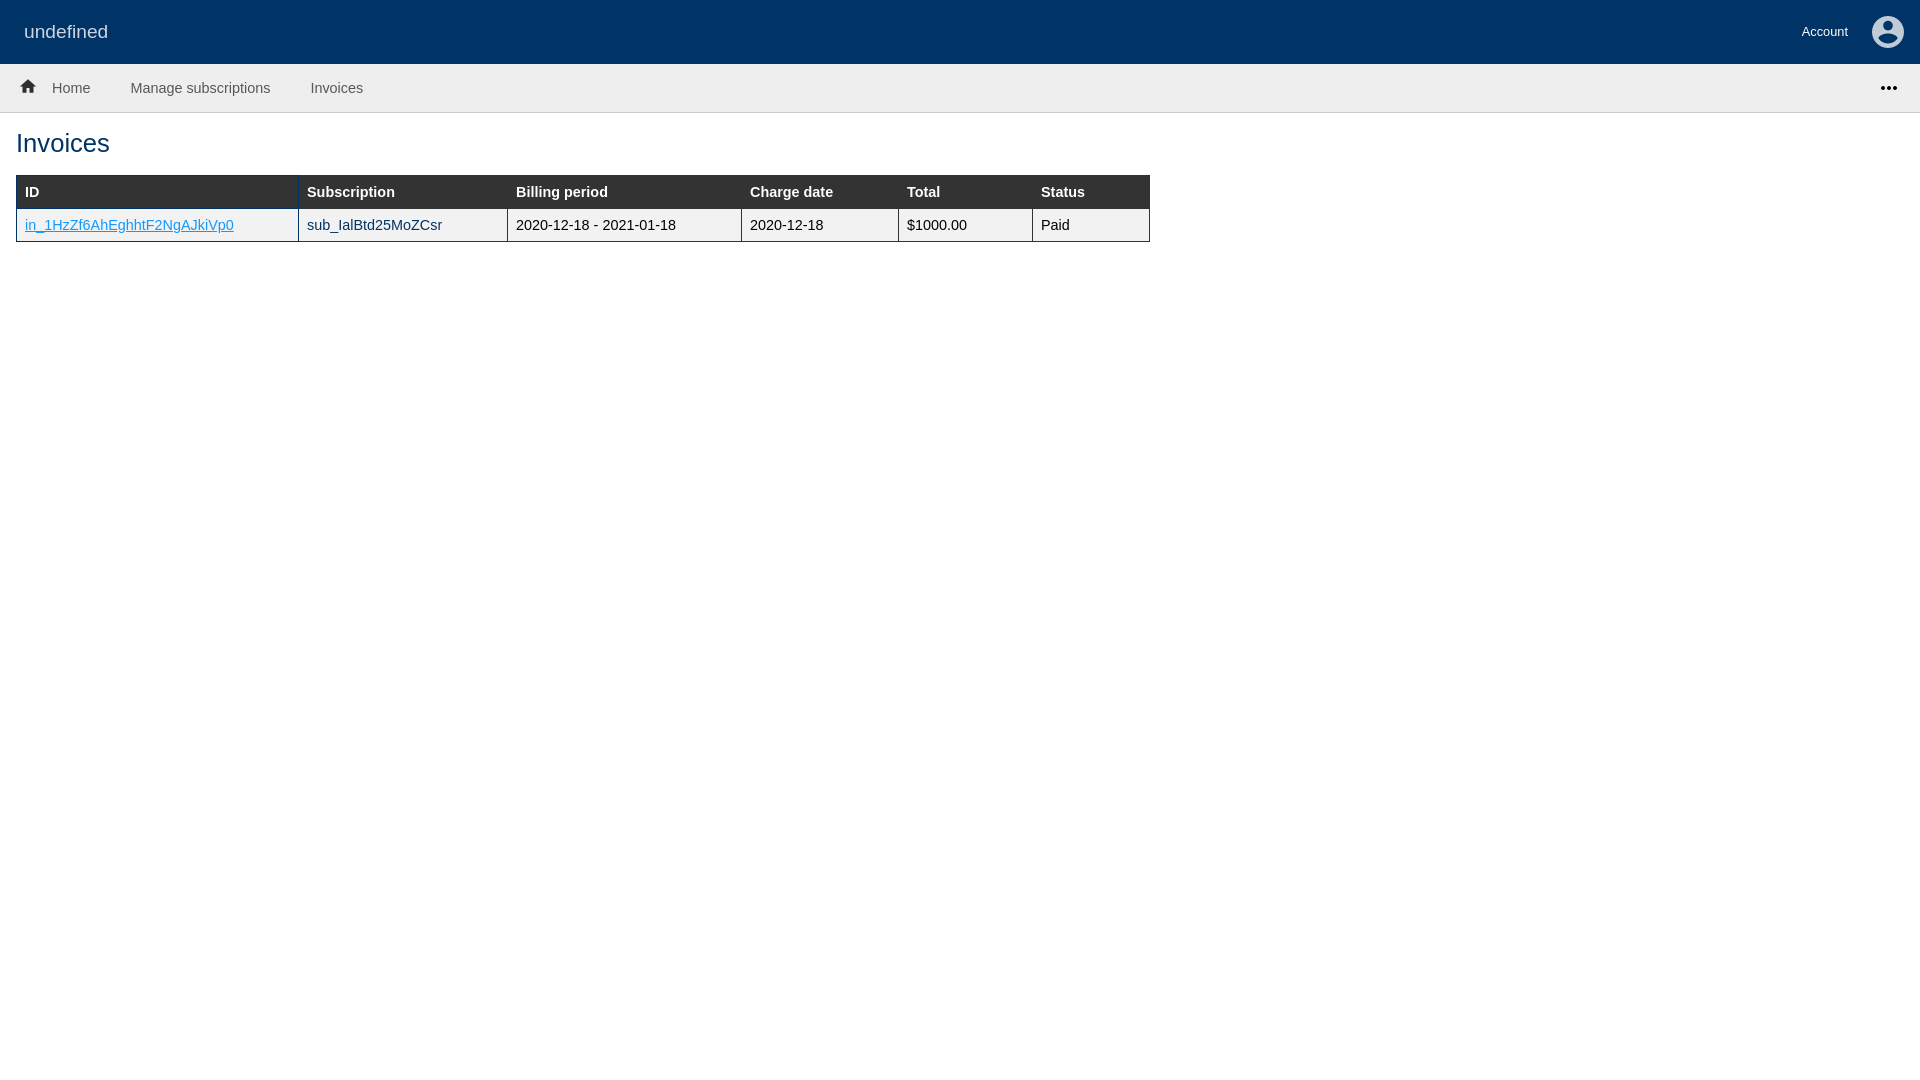 undefined
Account
Home Manage subscriptions Invoices
Invoices
ID Subscription Billing period Charge date Total Status
in_1HzZf6AhEghhtF2NgAJkiVp0 sub_IalBtd25MoZCsr 2020-12-18 - 2021-01-18 2020-12-18 $1000.00 Paid